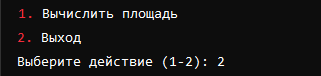 1. Вычислить площадь
2. Выход
Выберите действие (1-2): 2